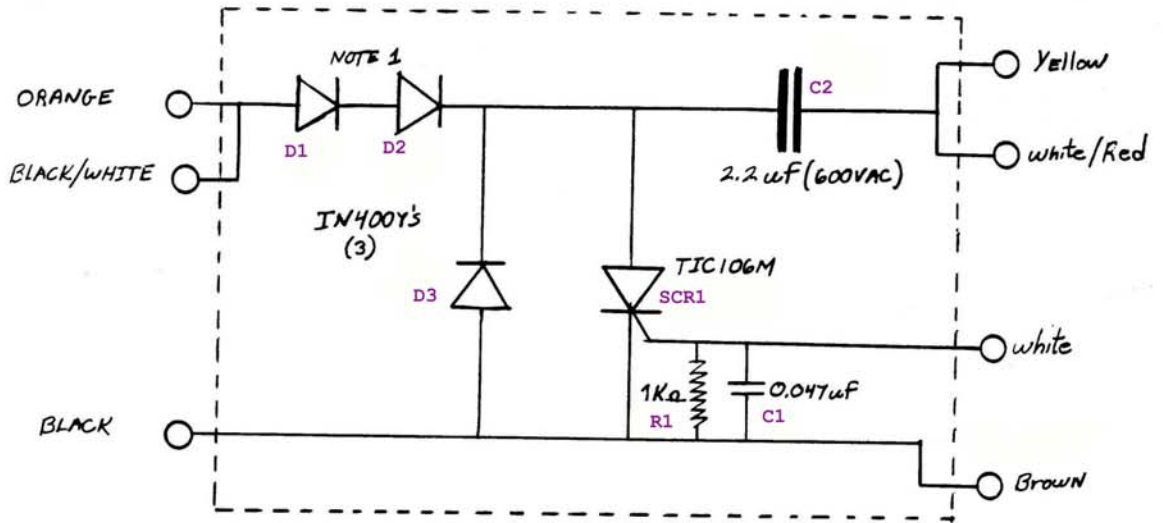 NOTE 1
ORANGE
BLACK/WHITE
D1
D2
C2
Yellow
White/Red
2.2 uf (600VAC)
IN400Y's
(3)
D3
TIC106M
SCR1
White
1KΩ
R1
0.047uF
C1
BLACK
Brown